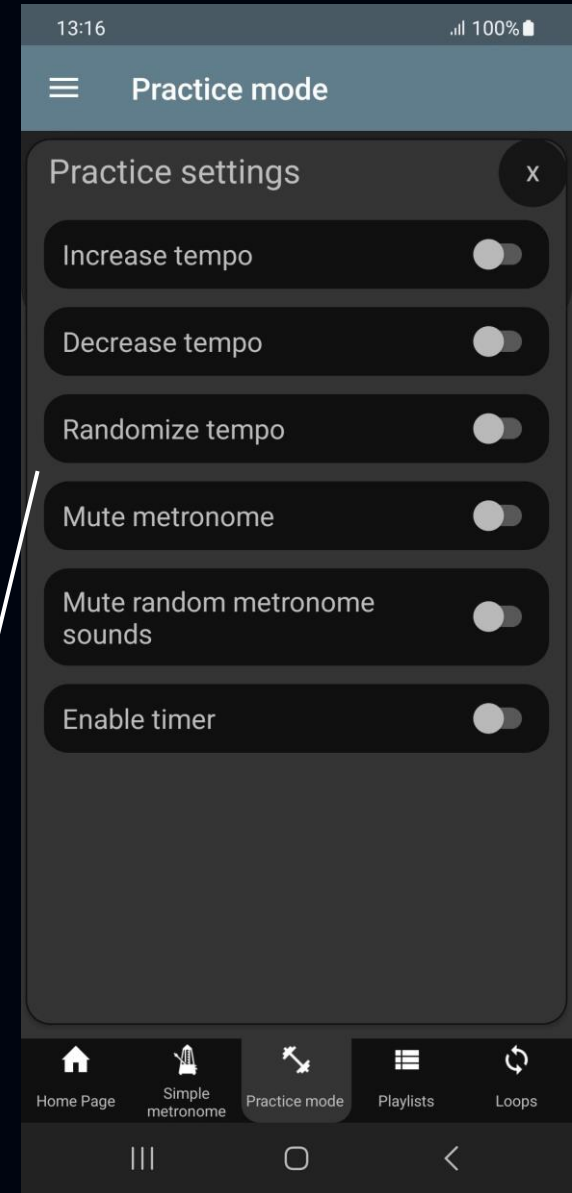 13:16 100%
Practice mode
Practice settings
x
Increase tempo
Decrease tempo
Randomize tempo
Mute metronome
Mute random metronome
sounds
Enable timer
Home Page
Simple
metronome
Practice mode
Playlists
Loops